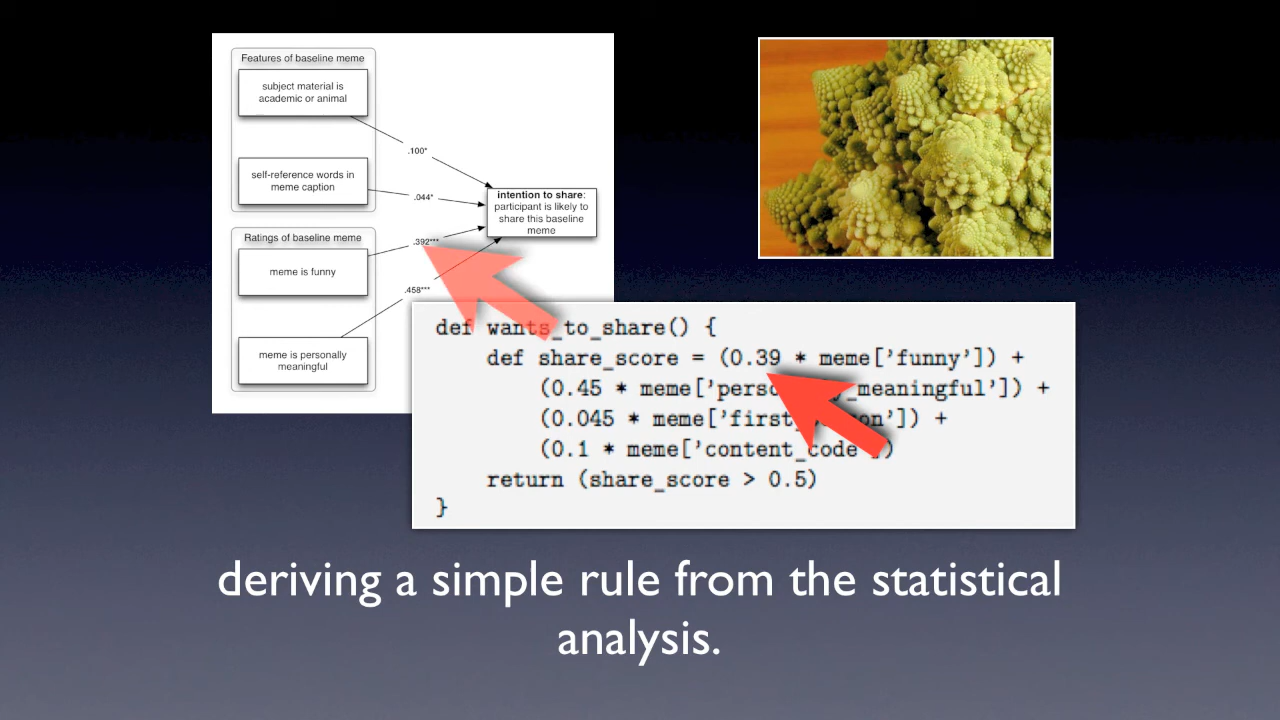 Features of baseline meme
subject material is
academic or animal
.100*
self-reference words in
meme caption
.044*
intention to share:
participant is likely to
share this baseline
meme
Ratings of baseline meme
.392***
meme is funny
.458***
meme is personally
meaningful
def wants_to_share() {
def share_score = (0.39 * meme['funny']) +
(0.45 * meme['perso y_meaningful']) +
(0.045 * meme['first on']) +
(0.1 * meme['content_code )
return (share_score > 0.5)
}
deriving a simple rule from the statistical
analysis.